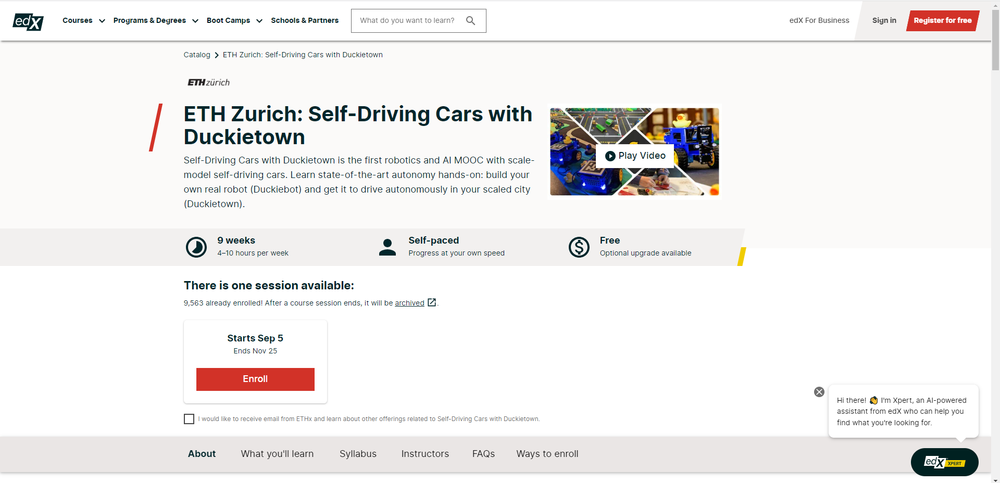 edX
Courses
Programs & Degrees
Boot Camps
Schools & Partners
What do you want to learn?
edX For Business
Sign in
Register for free
Catalog
ETH Zurich: Self-Driving Cars with Duckietown
ETH zürich
ETH Zurich: Self-Driving Cars with
Duckietown
Self-Driving Cars with Duckietown is the first robotics and AI MOOC with scale-
model self-driving cars. Learn state-of-the-art autonomy hands-on: build your
own real robot (Duckiebot) and get it to drive autonomously in your scaled city
(Duckietown).
Play Video
9 weeks
4–10 hours per week
Self-paced
Progress at your own speed
Free
Optional upgrade available
There is one session available:
9,563 already enrolled! After a course session ends, it will be archived.
Starts Sep 5
Ends Nov 25
Enroll
I would like to receive email from ETHx and learn about other offerings related to Self-Driving Cars with Duckietown.
Hi there! 👋 I'm Xpert, an AI-powered
assistant from edX who can help you
find what you're looking for.
About
What you'll learn
Syllabus
Instructors
FAQs
Ways to enroll
edX XPERT